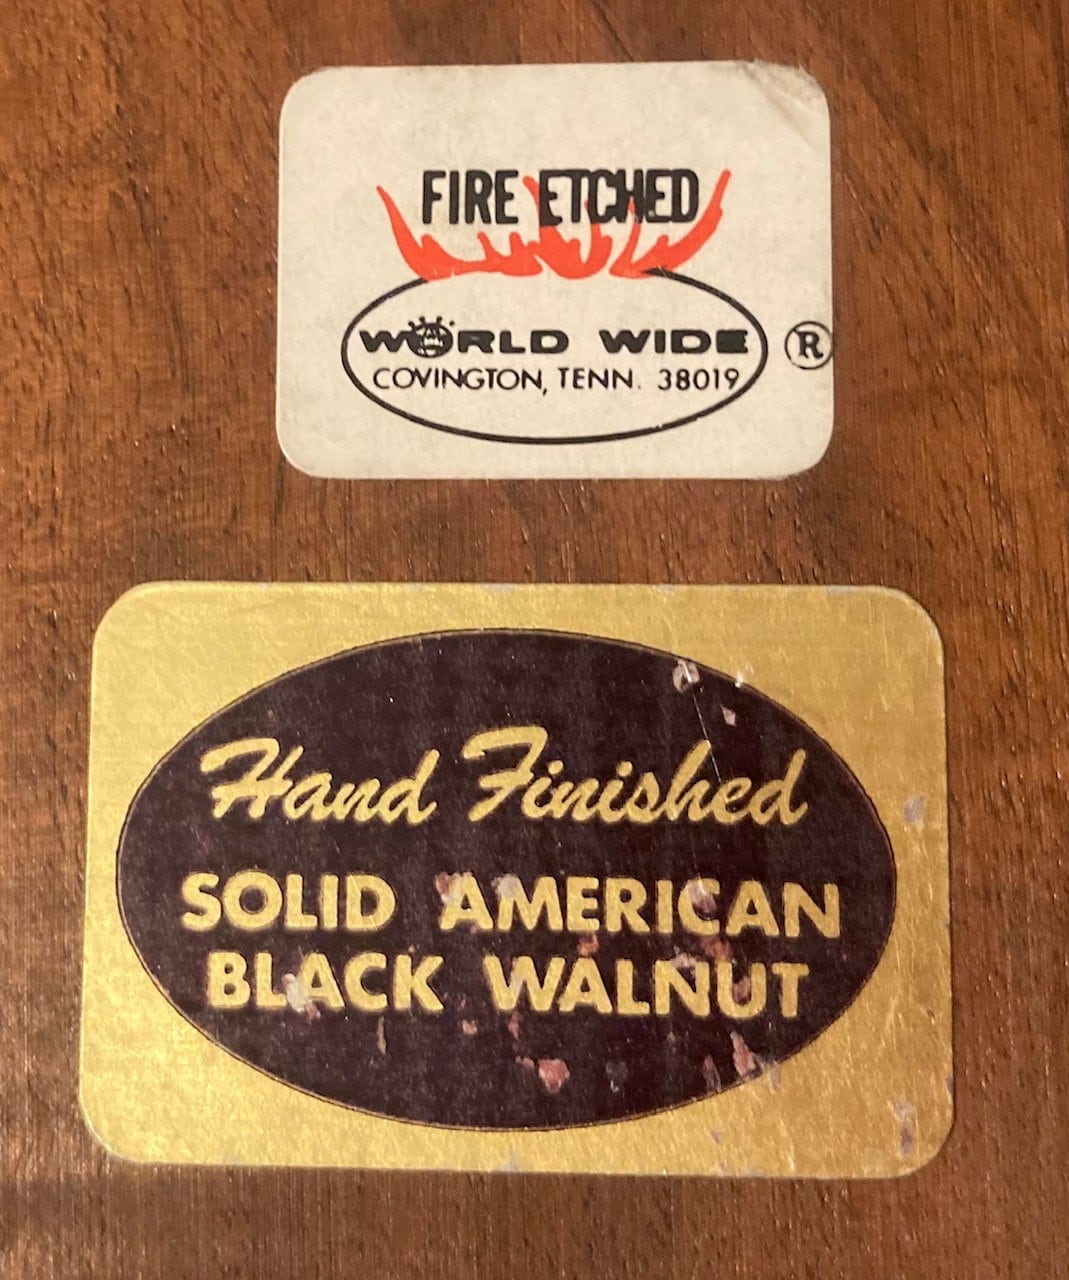 FIRE ETCHED
WORLD WIDE ®
COVINGTON, TENN. 38019
Hand Finished
SOLID AMERICAN
BLACK WALNUT